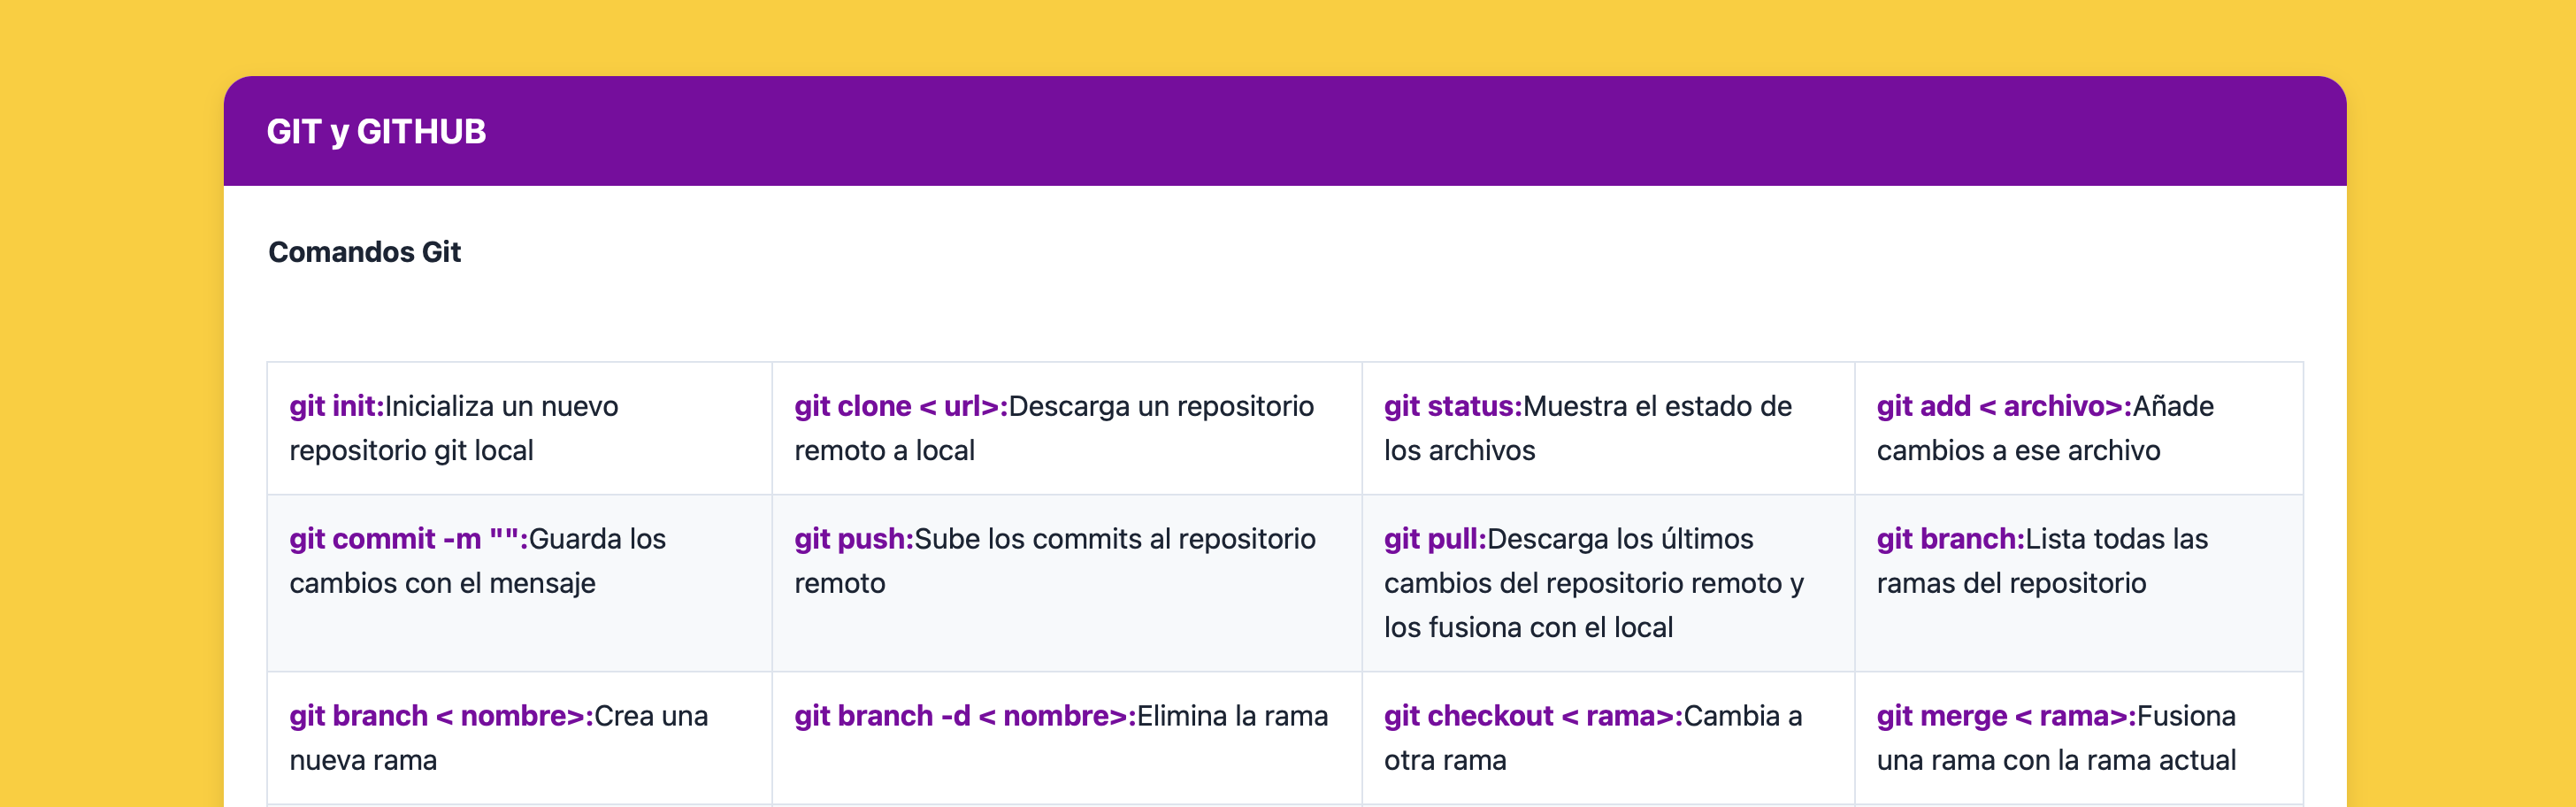 GIT y GITHUB
Comandos Git
git init:Inicializa un nuevo
repositorio git local
git clone < url>:Descarga un repositorio
remoto a local
git status:Muestra el estado de
los archivos
git add < archivo>:Añade
cambios a ese archivo
git commit -m "":Guarda los
cambios con el mensaje
git push:Sube los commits al repositorio
remoto
git pull:Descarga los últimos
cambios del repositorio remoto y
los fusiona con el local
git branch:Lista todas las
ramas del repositorio
git branch < nombre>:Crea una
nueva rama
git branch -d < nombre>:Elimina la rama
git checkout < rama>:Cambia a
otra rama
git merge < rama>:Fusiona
una rama con la rama actual